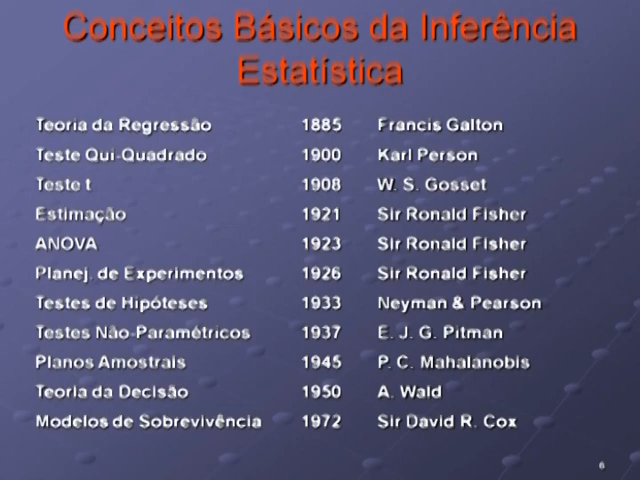 Conceitos Básicos da Inferência
Estatística
Teoria da Regressão 1885 Francis Galton
Teste Qui-Quadrado 1900 Karl Person
Teste t 1908 W. S. Gosset
Estimação 1921 Sir Ronald Fisher
ANOVA 1923 Sir Ronald Fisher
Planej. de Experimentos 1926 Sir Ronald Fisher
Testes de Hipóteses 1933 Neyman & Pearson
Testes Não-Paramétricos 1937 E. J. G. Pitman
Planos Amostrais 1945 P. C. Mahalanobis
Teoria da Decisão 1950 A. Wald
Modelos de Sobrevivência 1972 Sir David R. Cox
6